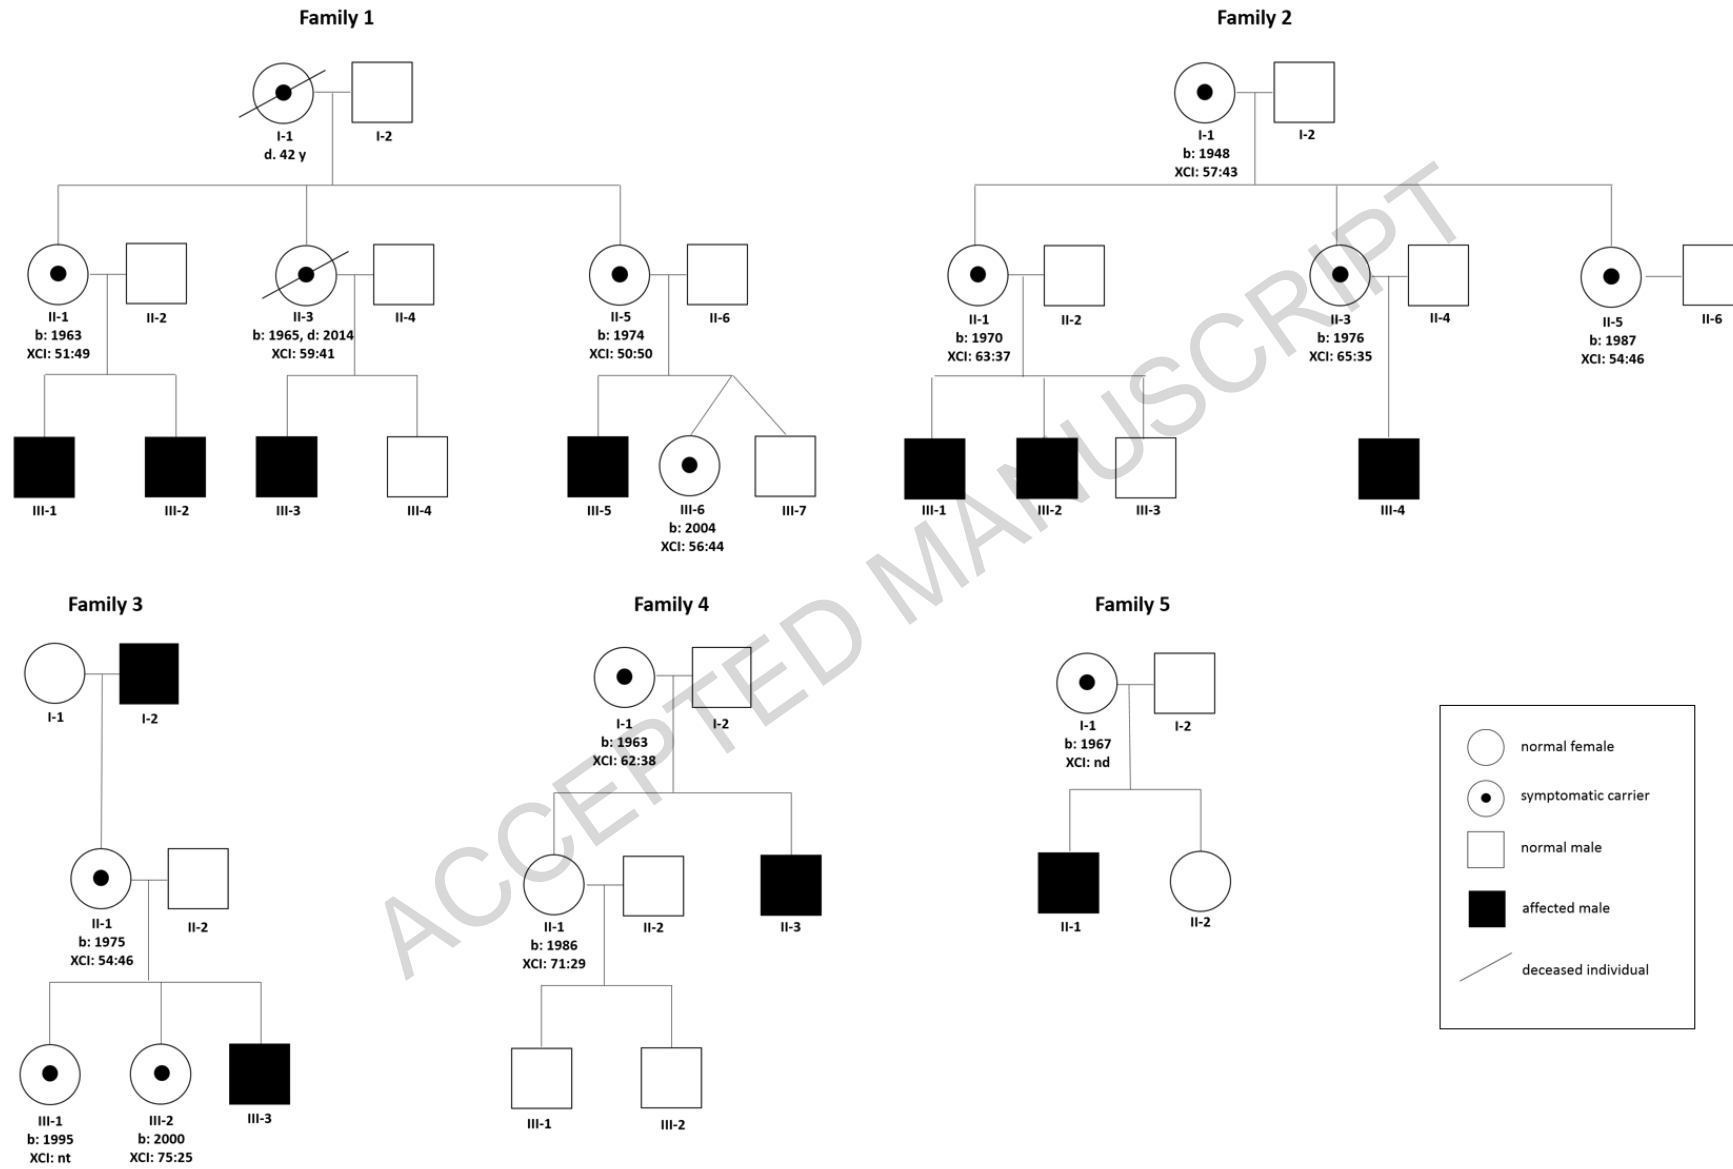 Family 1
I-1
d. 42 y
I-2
II-1
b: 1963
XCI: 51:49
II-2
II-3
b: 1965, d: 2014
XCI: 59:41
II-4
II-5
b: 1974
XCI: 50:50
II-6
III-1
III-2
III-3
III-4
III-5
III-6
b: 2004
XCI: 56:44
III-7
Family 2
I-1
b: 1948
XCI: 57:43
I-2
II-1
b: 1970
XCI: 63:37
II-2
II-3
b: 1976
XCI: 65:35
II-4
II-5
b: 1987
XCI: 54:46
II-6
III-1
III-2
III-3
III-4
Family 3
I-1
I-2
II-1
b: 1975
XCI: 54:46
II-2
III-1
b: 1995
XCI: nt
III-2
b: 2000
XCI: 75:25
III-3
Family 4
I-1
b: 1963
XCI: 62:38
I-2
II-1
b: 1986
XCI: 71:29
II-2
II-3
III-1
III-2
Family 5
I-1
b: 1967
XCI: nd
I-2
II-1
II-2
normal female
symptomatic carrier
normal male
affected male
deceased individual
ACCEPTED MANUSCRIPT